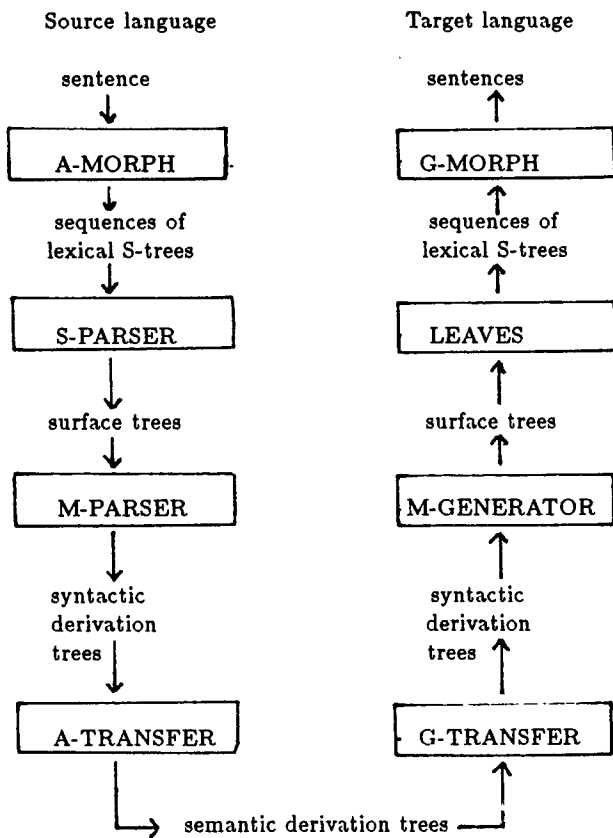 Source language
sentence
A-MORPH
sequences of
lexical S-trees
S-PARSER
surface trees
M-PARSER
syntactic
derivation
trees
A-TRANSFER
semantic derivation trees
Target language
sentences
G-MORPH
sequences of
lexical S-trees
LEAVES
surface trees
M-GENERATOR
syntactic
derivation
trees
G-TRANSFER